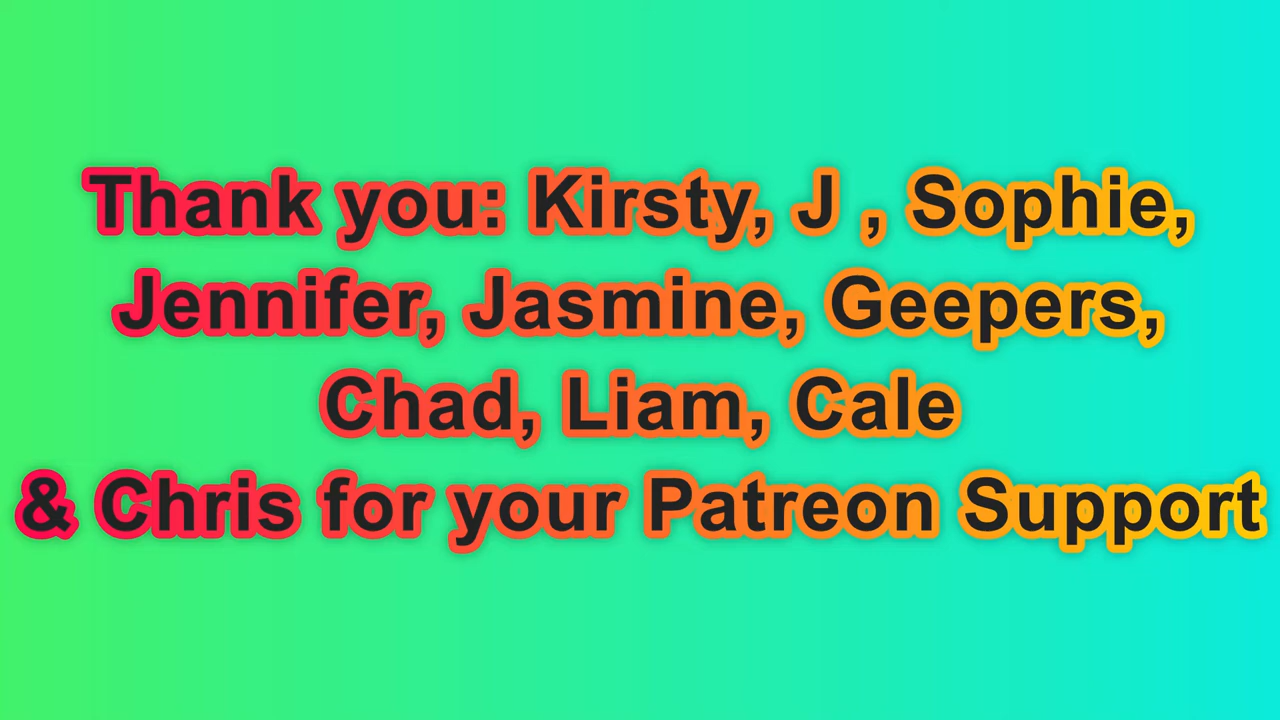 Thank you: Kirsty, J , Sophie,
Jennifer, Jasmine, Geepers,
Chad, Liam, Cale
& Chris for your Patreon Support